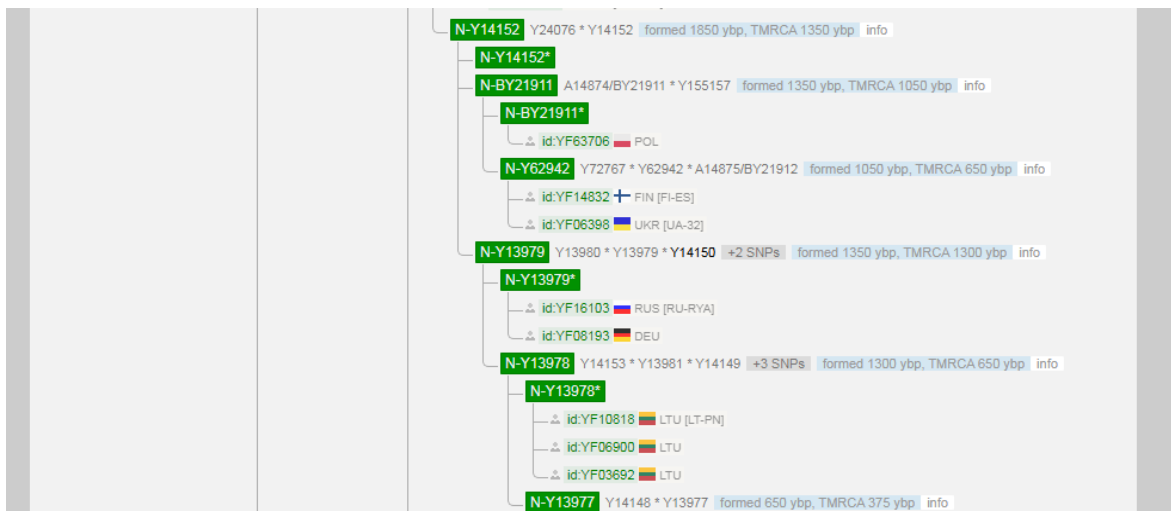 N-Y14152 Y24076 * Y14152 formed 1850 ybp, TMRCA 1350 ybp info
N-Y14152*
N-BY21911 A14874/BY21911 * Y155157 formed 1350 ybp, TMRCA 1050 ybp info
N-BY21911*
id:YF63706 POL
N-Y62942 Y72767 * Y62942 * A14875/BY21912 formed 1050 ybp, TMRCA 650 ybp info
id:YF14832 FIN [FI-ES]
id:YF06398 UKR [UA-32]
N-Y13979 Y13980 * Y13979 * Y14150 +2 SNPs formed 1350 ybp, TMRCA 1300 ybp info
N-Y13979*
id:YF16103 RUS [RU-RYA]
id:YF08193 DEU
N-Y13978 Y14153 * Y13981 * Y14149 +3 SNPs formed 1300 ybp, TMRCA 650 ybp info
N-Y13978*
id:YF10818 LTU [LT-PN]
id:YF06900 LTU
id:YF03692 LTU
N-Y13977 Y14148 * Y13977 formed 650 ybp, TMRCA 375 ybp info